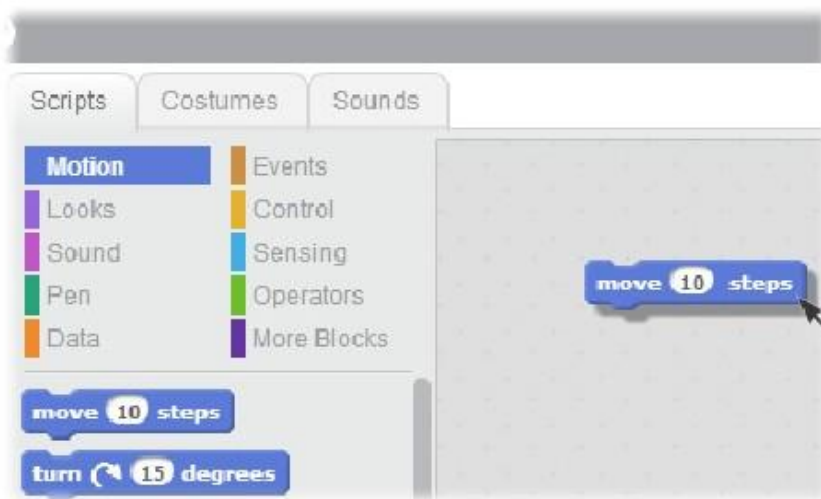 Scripts Costumes Sounds
Motion Events
Looks Control
Sound Sensing
Pen Operators
Data More Blocks
move 10 steps
move 10 steps
turn 15 degrees